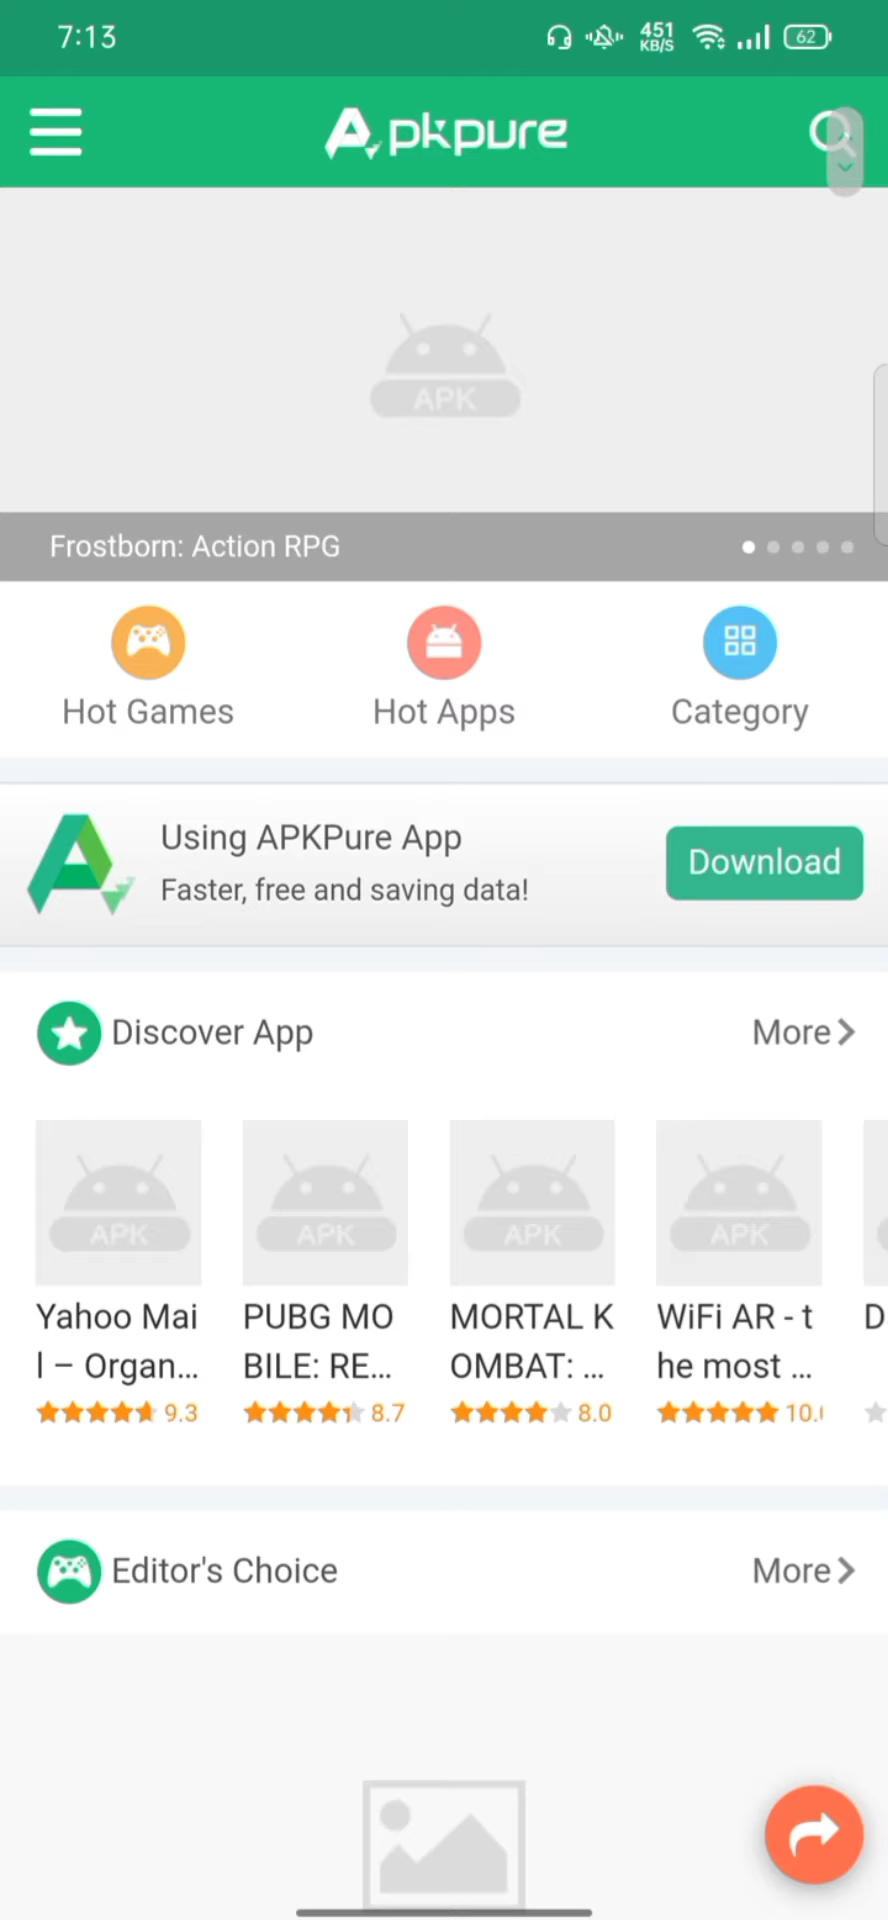 7:13
451
KB/S
62
Apkpure
APK
Frostborn: Action RPG
Hot Games
Hot Apps
Category
Using APKPure App
Faster, free and saving data!
Download
Discover App
More
APK
APK
APK
APK
Yahoo Mai
l – Organ...
9.3
PUBG MO
BILE: RE...
8.7
MORTAL K
OMBAT: ...
8.0
WiFi AR - t
he most ...
10.
D
Editor's Choice
More